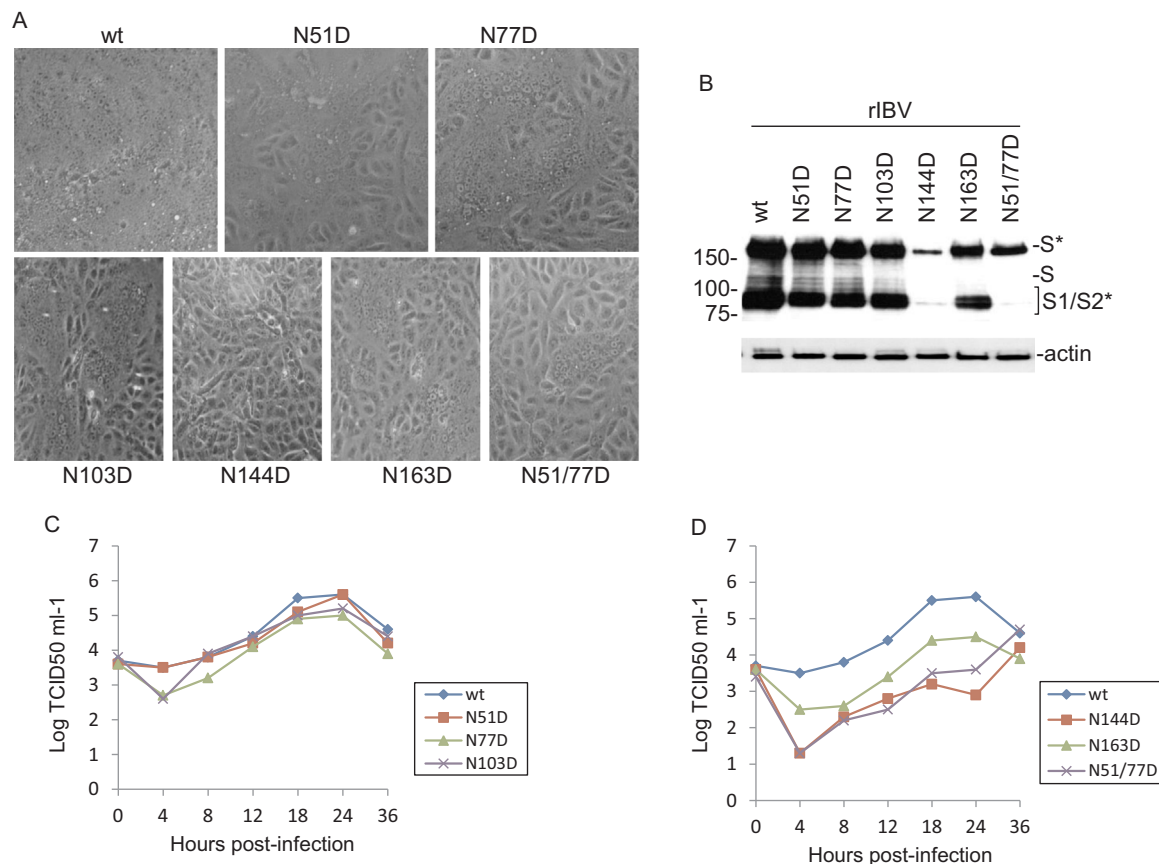 A
wt
N51D
N77D
N103D
N144D
N163D
N51/77D
B
rIBV
wt
N51D
N77D
N103D
N144D
N163D
N51/77D
150-
100-
75-
-S*
-S
S1/S2*
-actin
C
Log TCID50 ml-1
7
6
5
4
3
2
1
0
0 4 8 12 18 24 36
Hours post-infection
wt
N51D
N77D
N103D
D
Log TCID50 ml-1
7
6
5
4
3
2
1
0
0 4 8 12 18 24 36
Hours post-infection
wt
N144D
N163D
N51/77D